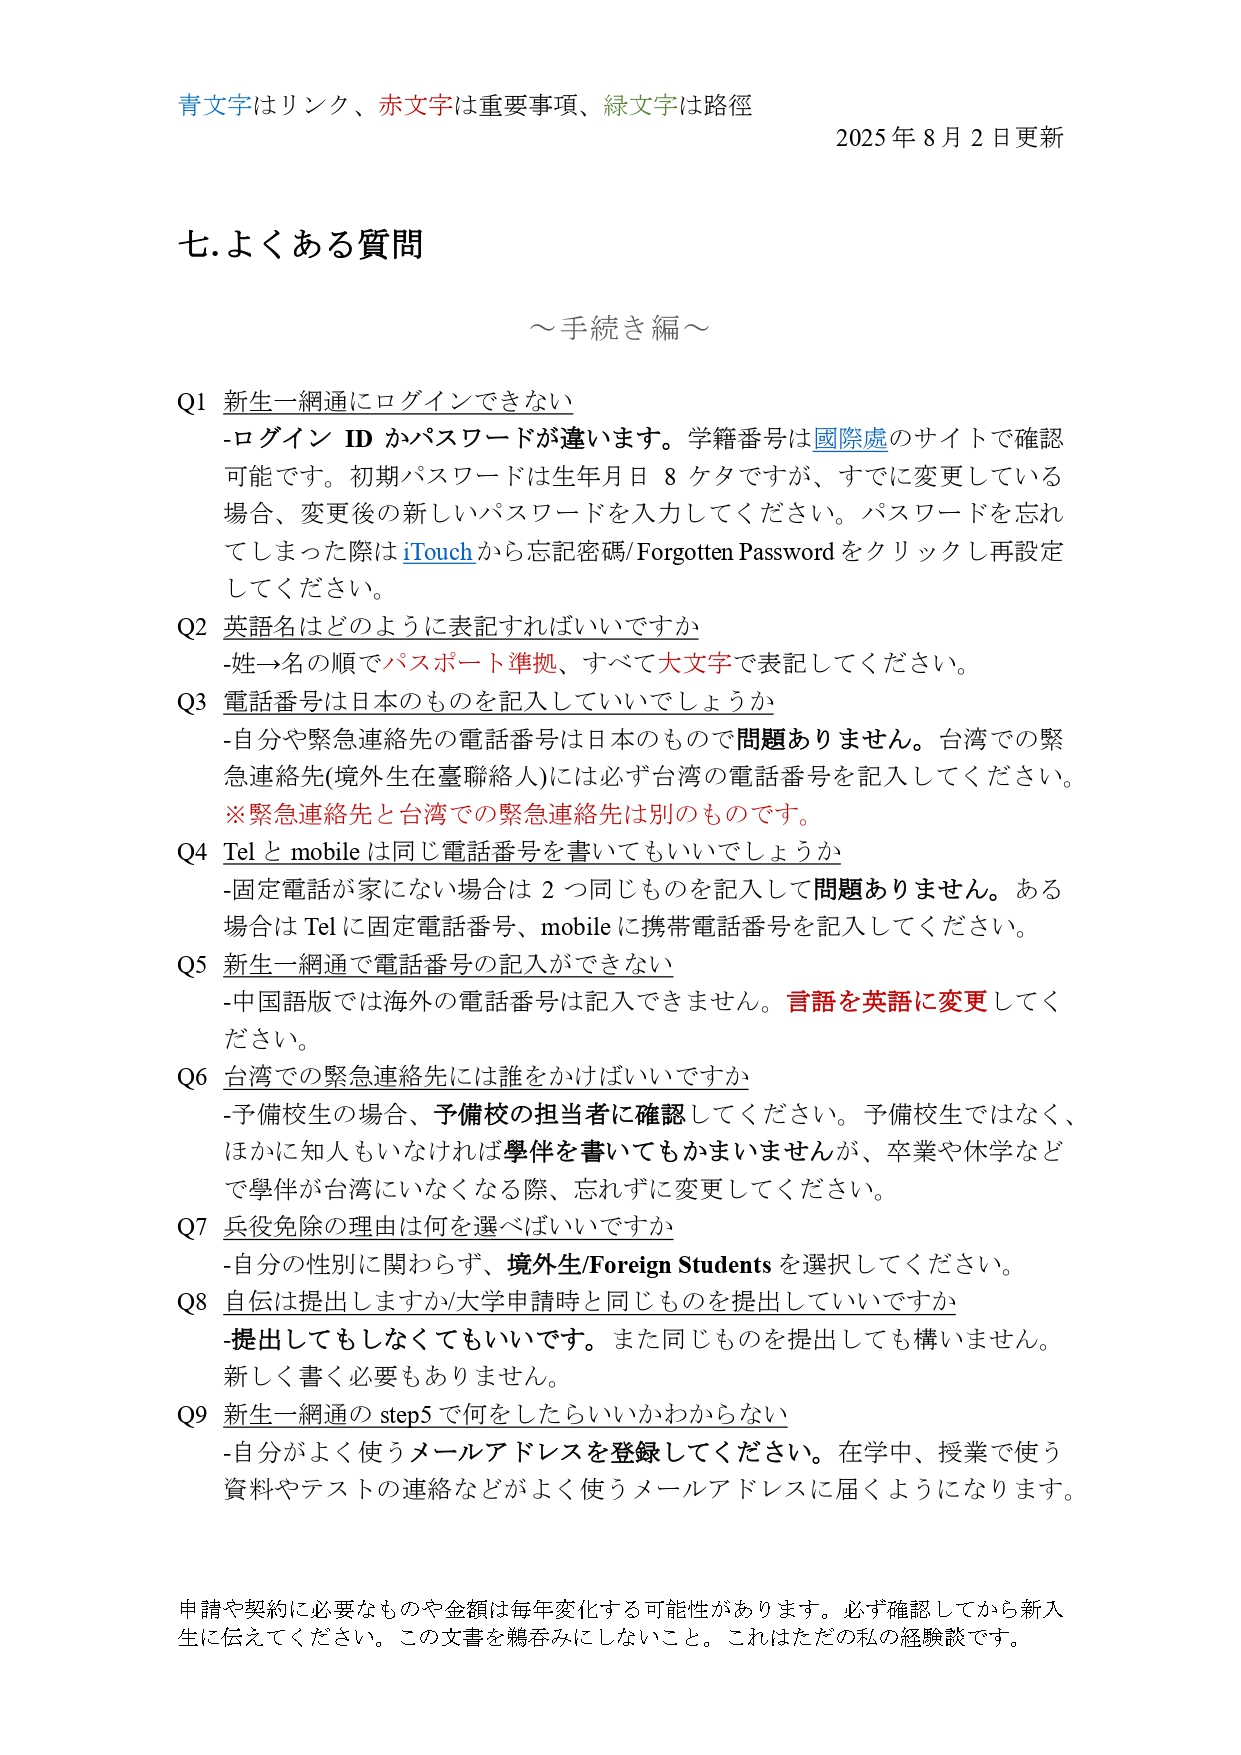 青文字はリンク、赤文字は重要事項、緑文字は路徑
2025年8月2日更新
七.よくある質問
～手続き編～
Q1 新生一網通にログインできない
-ログイン ID かパスワードが違います。学籍番号は國際處のサイトで確認
可能です。初期パスワードは生年月日 8 ケタですが、すでに変更している
場合、変更後の新しいパスワードを入力してください。パスワードを忘れ
てしまった際は iTouch から忘記密碼/Forgotten Password をクリックし再設定
してください。
Q2 英語名はどのように表記すればいいですか
-姓→名の順でパスポート準拠、すべて大文字で表記してください。
Q3 電話番号は日本のものを記入していいでしょうか
-自分や緊急連絡先の電話番号は日本のもので問題ありません。台湾での緊
急連絡先(境外生在臺聯絡人)には必ず台湾の電話番号を記入してください。
※緊急連絡先と台湾での緊急連絡先は別のものです。
Q4 Tel と mobile は同じ電話番号を書いてもいいでしょうか
-固定電話が家にない場合は 2 つ同じものを記入して問題ありません。ある
場合は Tel に固定電話番号、mobile に携帯電話番号を記入してください。
Q5 新生一網通で電話番号の記入ができない
-中国語版では海外の電話番号は記入できません。言語を英語に変更してく
ださい。
Q6 台湾での緊急連絡先には誰をかけばいいですか
-予備校生の場合、予備校の担当者に確認してください。予備校生ではなく、
ほかに知人もいなければ學伴を書いてもかまいませんが、卒業や休学など
で學伴が台湾にいなくなる際、忘れずに変更してください。
Q7 兵役免除の理由は何を選べばいいですか
-自分の性別に関わらず、境外生/Foreign Students を選択してください。
Q8 自伝は提出しますか/大学申請時と同じものを提出していいですか
-提出してもしなくてもいいです。また同じものを提出しても構いません。
新しく書く必要もありません。
Q9 新生一網通の step5 で何をしたらいいかわからない
-自分がよく使うメールアドレスを登録してください。在学中、授業で使う
資料やテストの連絡などがよく使うメールアドレスに届くようになります。
申請や契約に必要なものや金額は毎年変化する可能性があります。必ず確認してから新入
生に伝えてください。この文書を鵜呑みにしないこと。これはただの私の経験談です。